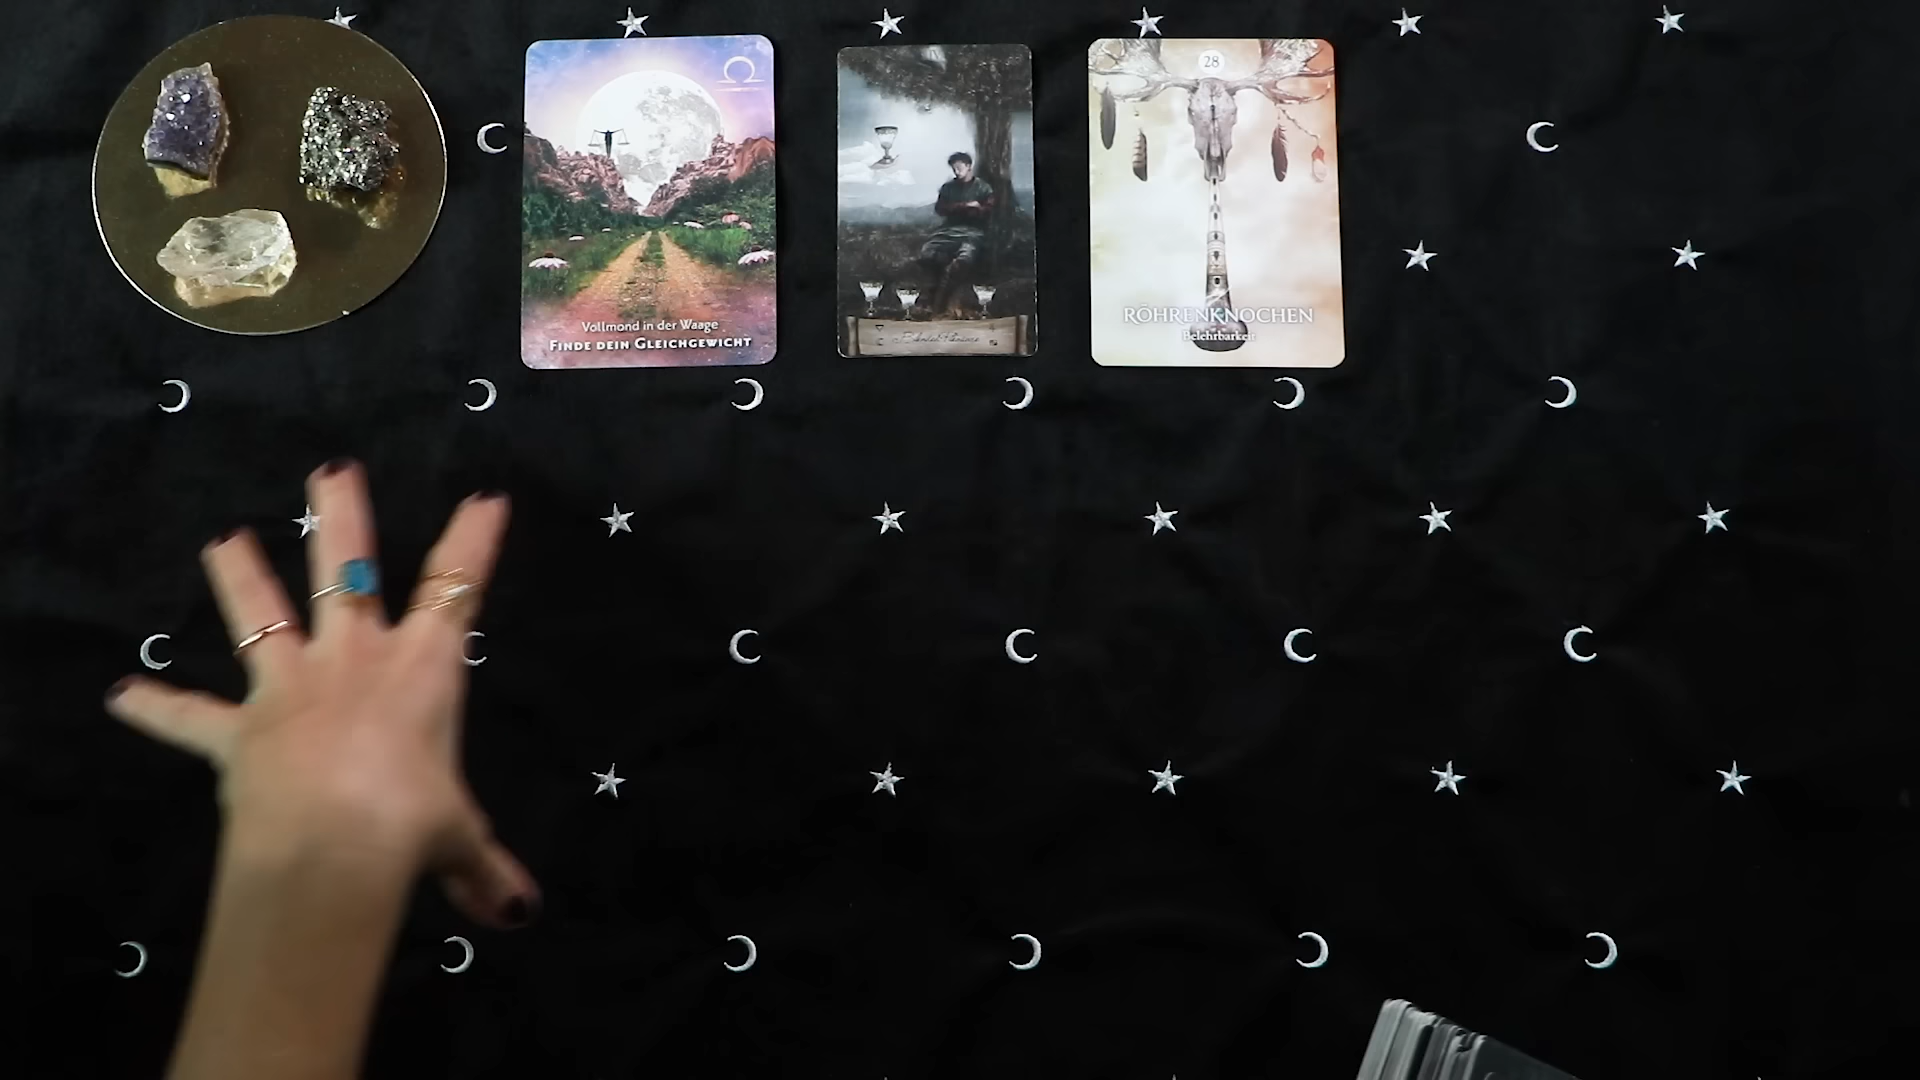 Vollmond in der Waage
FINDE DEIN GLEICHGEWICHT
28
RÖHRENKNOCHEN
Belehrbarkeit